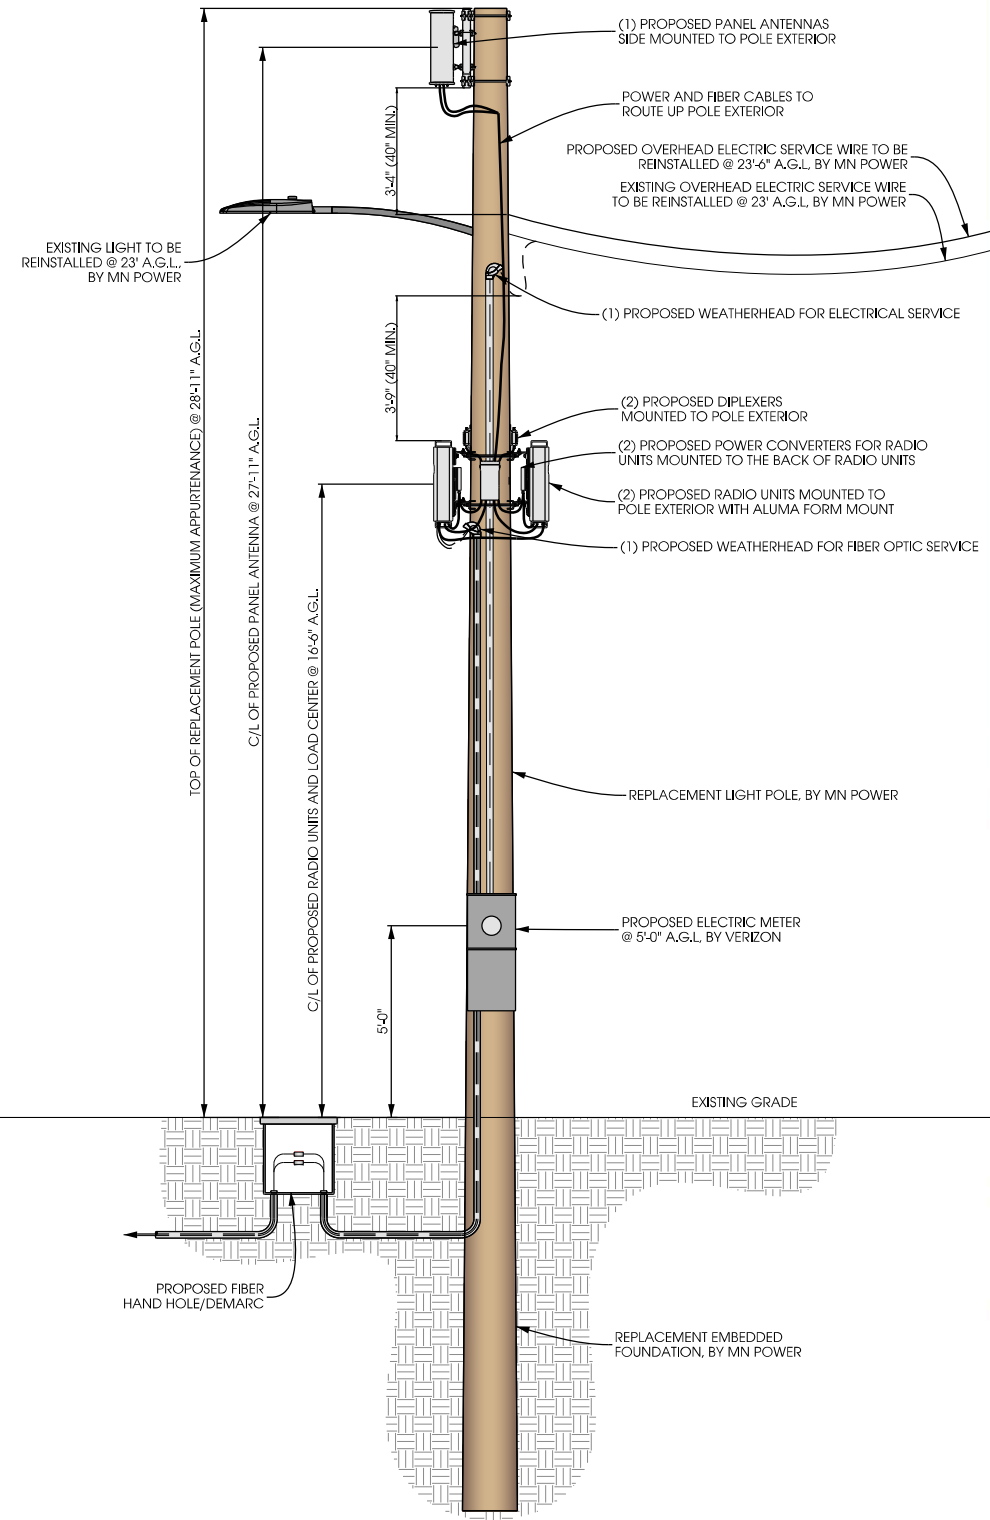 (1) PROPOSED PANEL ANTENNAS
SIDE MOUNTED TO POLE EXTERIOR
POWER AND FIBER CABLES TO
ROUTE UP POLE EXTERIOR
3'-4" (40" MIN.)
PROPOSED OVERHEAD ELECTRIC SERVICE WIRE TO BE
REINSTALLED @ 23'-6" A.G.L, BY MN POWER
EXISTING OVERHEAD ELECTRIC SERVICE WIRE
TO BE REINSTALLED @ 23' A.G.L, BY MN POWER
EXISTING LIGHT TO BE
REINSTALLED @ 23' A.G.L.,
BY MN POWER
(1) PROPOSED WEATHERHEAD FOR ELECTRICAL SERVICE
3'-9" (40" MIN.)
(2) PROPOSED DIPLEXERS
MOUNTED TO POLE EXTERIOR
(2) PROPOSED POWER CONVERTERS FOR RADIO
UNITS MOUNTED TO THE BACK OF RADIO UNITS
(2) PROPOSED RADIO UNITS MOUNTED TO
POLE EXTERIOR WITH ALUMA FORM MOUNT
(1) PROPOSED WEATHERHEAD FOR FIBER OPTIC SERVICE
TOP OF REPLACEMENT POLE (MAXIMUM APPURTENANCE) @ 28'-11" A.G.L.
C/L OF PROPOSED PANEL ANTENNA @ 27'-11" A.G.L.
C/L OF PROPOSED RADIO UNITS AND LOAD CENTER @ 16'-6" A.G.L.
REPLACEMENT LIGHT POLE, BY MN POWER
PROPOSED ELECTRIC METER
@ 5'-0" A.G.L, BY VERIZON
5'-0"
EXISTING GRADE
PROPOSED FIBER
HAND HOLE/DEMARC
REPLACEMENT EMBEDDED
FOUNDATION, BY MN POWER